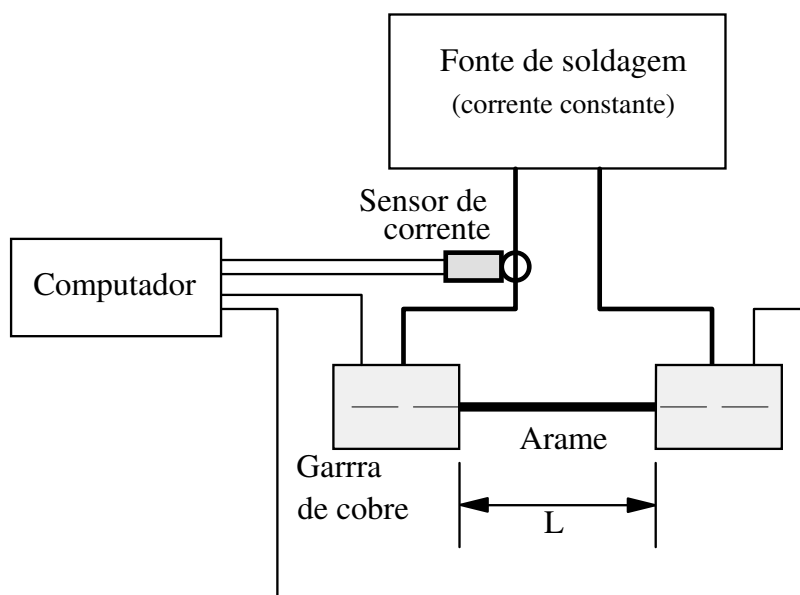 Fonte de soldagem
(corrente constante)
Sensor de
corrente
Computador
Arame
Garrra
de cobre
L